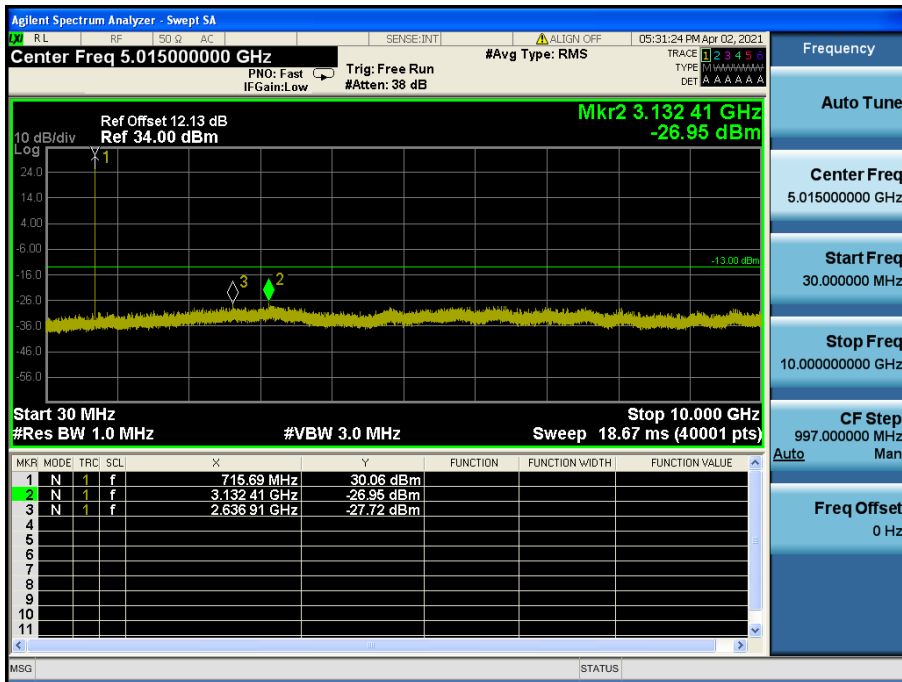 Agilent Spectrum Analyzer - Swept SA
LXI RL RF 50 Ω AC SENSE:INT ALIGN OFF 05:31:24 PM Apr 02, 2021
Center Freq 5.015000000 GHz
PNO: Fast
IFGain:Low
Trig: Free Run
#Atten: 38 dB
#Avg Type: RMS
TRACE 1 2 3 4 5 6
TYPE M WWWWW
DET A A A A A A
Frequency
Auto Tune
Center Freq
5.015000000 GHz
Start Freq
30.000000 MHz
Stop Freq
10.000000000 GHz
CF Step
997.000000 MHz
Auto Man
Freq Offset
0 Hz
Mkr2 3.132 41 GHz
-26.95 dBm
Ref Offset 12.13 dB
10 dB/div Ref 34.00 dBm
Log
1
24.0
14.0
4.00
-6.00
-13.00 dBm
-16.0
3 2
-26.0
-36.0
-46.0
-56.0
Start 30 MHz Stop 10.000 GHz
#Res BW 1.0 MHz #VBW 3.0 MHz Sweep 18.67 ms (40001 pts)
MKR MODE TRC SCL X Y FUNCTION FUNCTION WIDTH FUNCTION VALUE
1 N 1 f 715.69 MHz 30.06 dBm
2 N 1 f 3.132 41 GHz -26.95 dBm
3 N 1 f 2.636 91 GHz -27.72 dBm
4
5
6
7
8
9
10
11
MSG STATUS